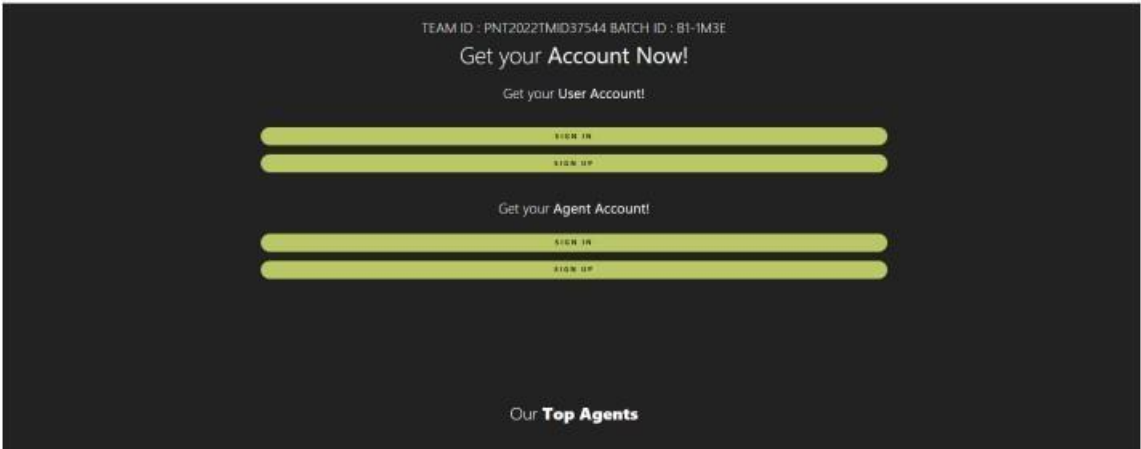 TEAM ID : PNT2022TMID37544 BATCH ID : B1-1M3E
Get your Account Now!
Get your User Account!
SIGN IN
SIGN UP
Get your Agent Account!
SIGN IN
SIGN UP
Our Top Agents